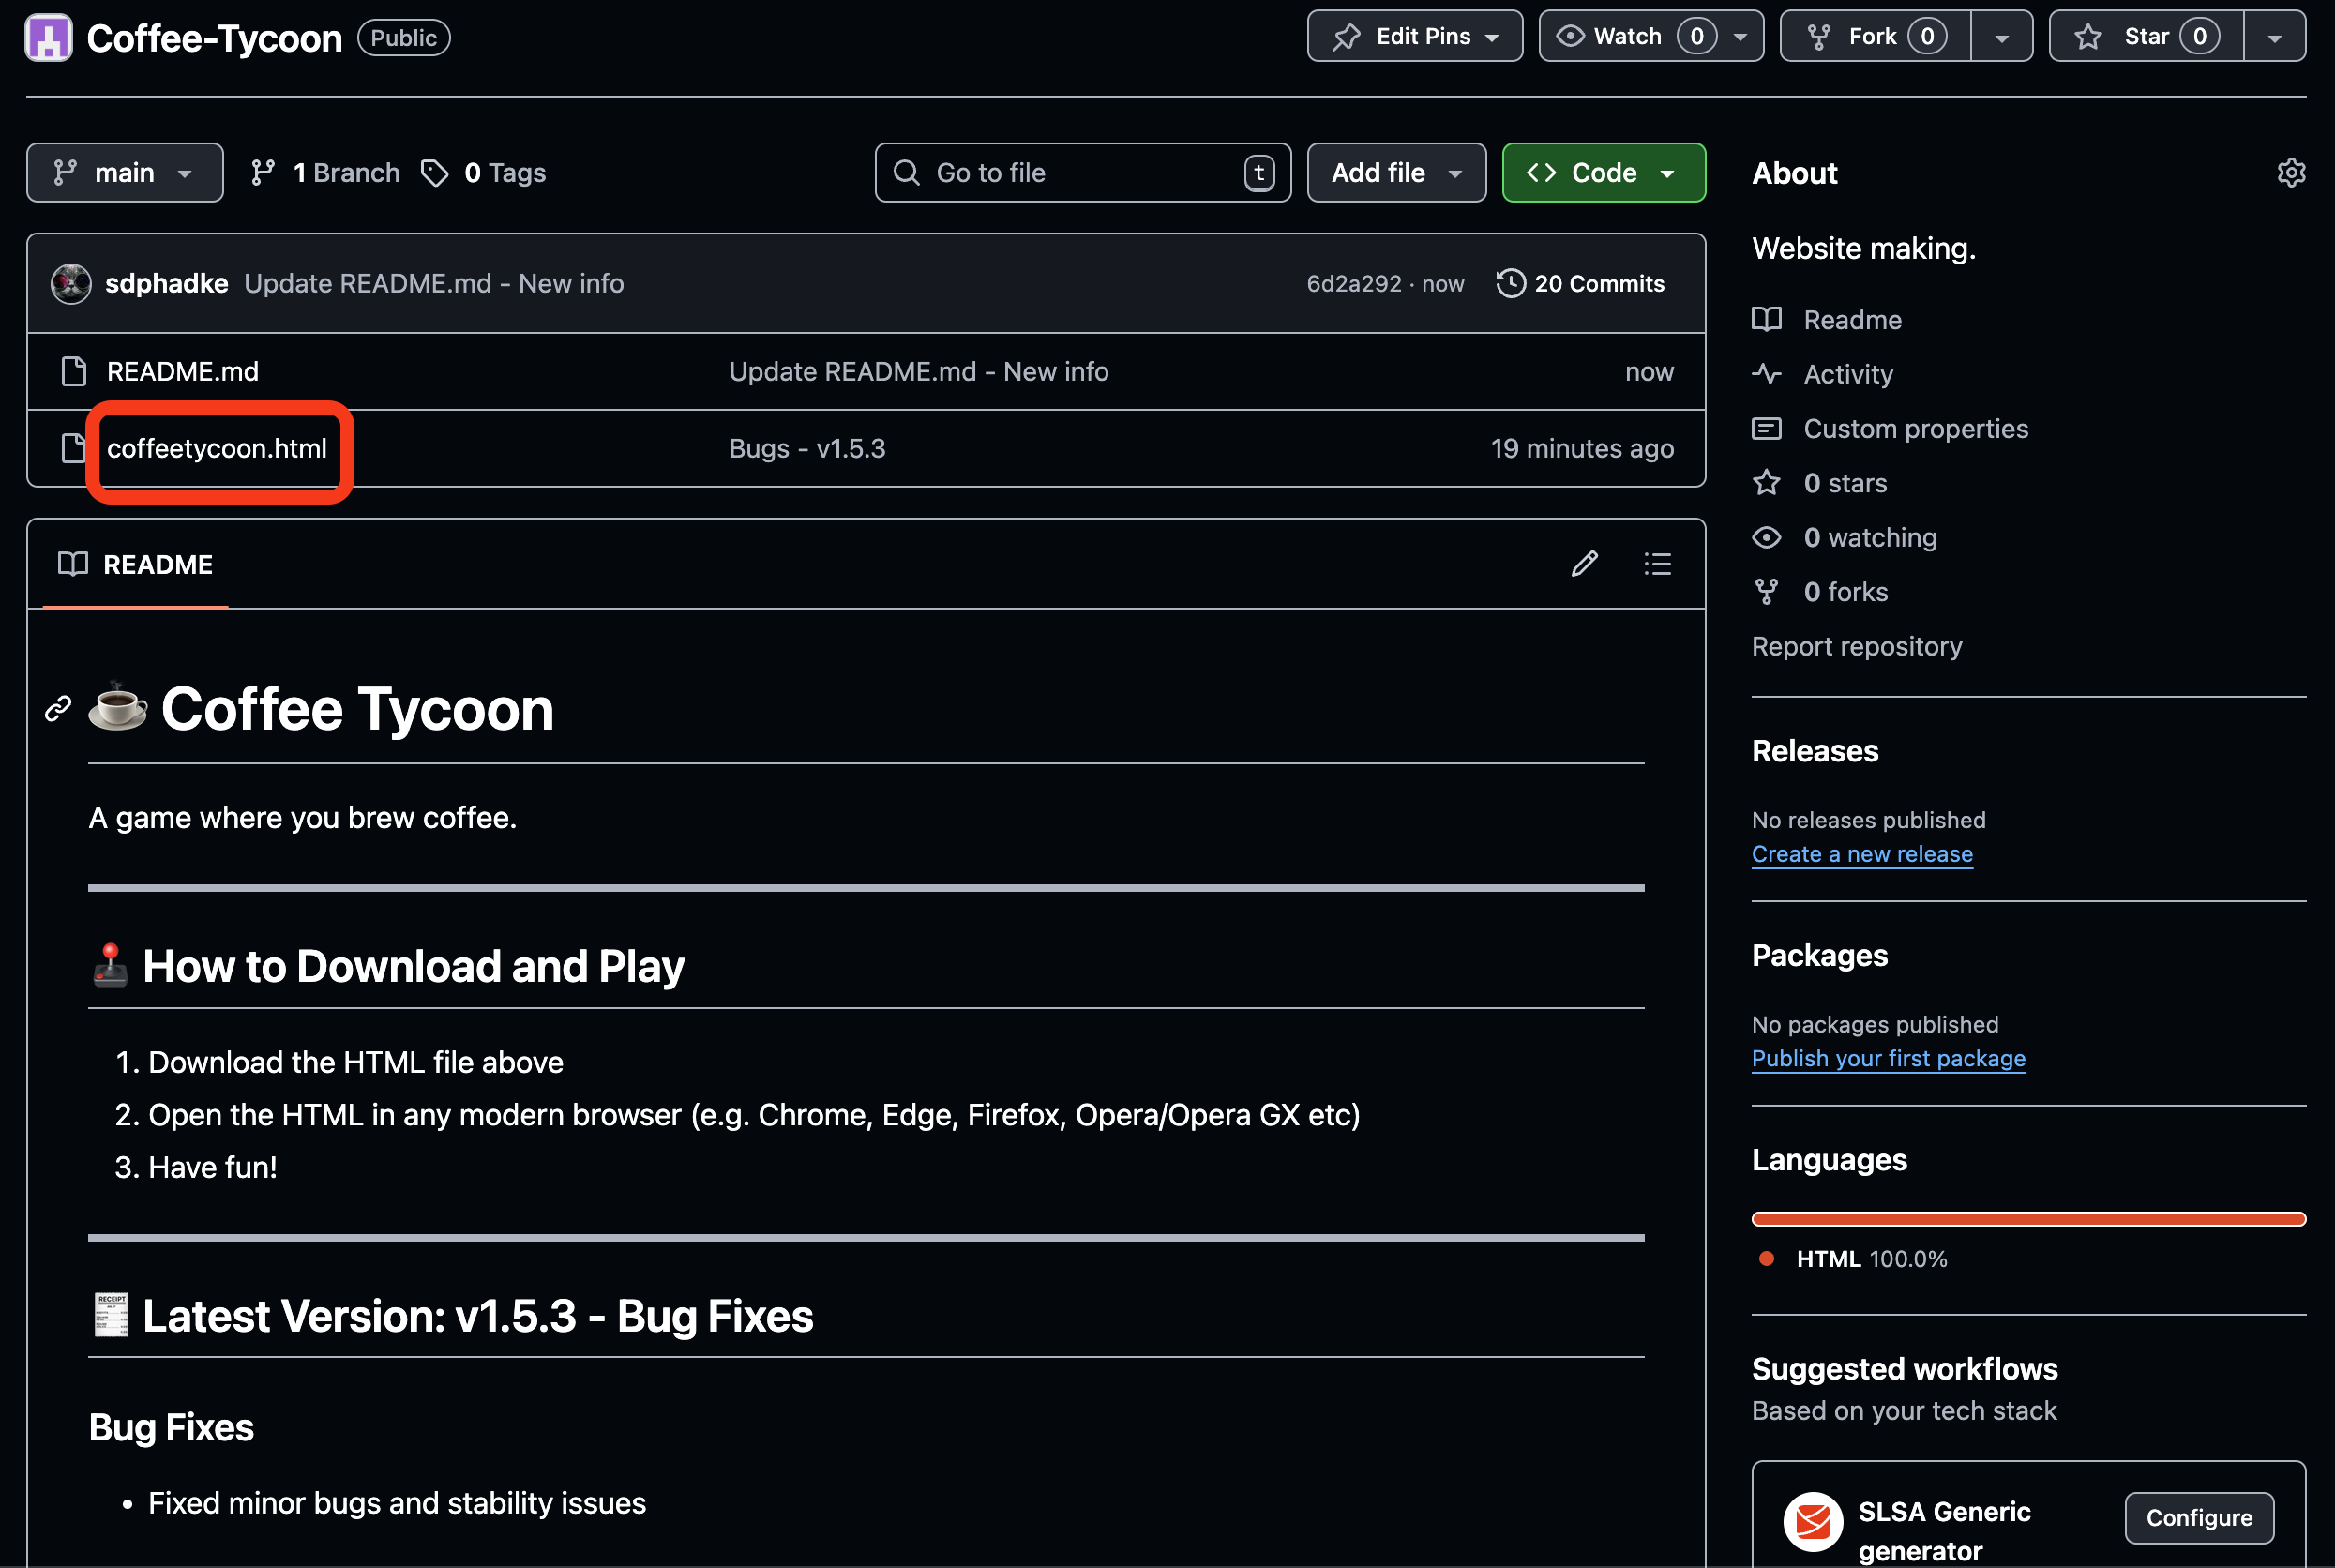 Coffee-Tycoon Public
Edit Pins Watch 0 Fork 0 Star 0
main 1 Branch 0 Tags
Go to file t Add file Code
sdphadke Update README.md - New info 6d2a292 · now 20 Commits
README.md Update README.md - New info now
coffeetycoon.html Bugs - v1.5.3 19 minutes ago
README
Coffee Tycoon
A game where you brew coffee.
How to Download and Play
1. Download the HTML file above
2. Open the HTML in any modern browser (e.g. Chrome, Edge, Firefox, Opera/Opera GX etc)
3. Have fun!
RECEIPT
Latest Version: v1.5.3 - Bug Fixes
Bug Fixes
• Fixed minor bugs and stability issues
About
Website making.
Readme
Activity
Custom properties
0 stars
0 watching
0 forks
Report repository
Releases
No releases published
Create a new release
Packages
No packages published
Publish your first package
Languages
HTML 100.0%
Suggested workflows
Based on your tech stack
SLSA Generic
generator
Configure